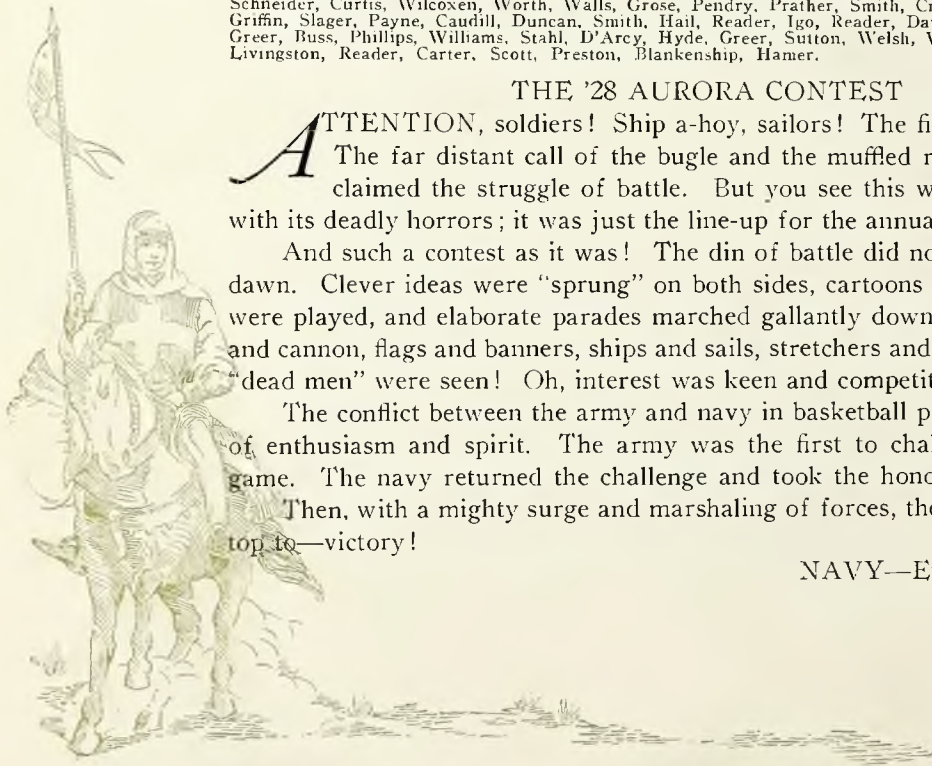 Schneider, Curtis, Wilcoxen, Worth, Walls, Grose, Pendry, Prather, Smith,
Griffin, Slager, Payne, Caudill, Duncan, Smith, Hail, Reader, Igo, Reader,
Greer, Buss, Phillips, Williams, Stahl, D'Arcy, Hyde, Greer, Sutton, Welsh,
Livingston, Reader, Carter, Scott, Preston, Blankenship, Hamer.
THE '28 AURORA CONTEST
ATTENTION, soldiers! Ship a-hoy, sailors! The fi
The far distant call of the bugle and the muffled r
claimed the struggle of battle. But you see this w
with its deadly horrors; it was just the line-up for the annua
And such a contest as it was! The din of battle did no
dawn. Clever ideas were "sprung" on both sides, cartoons
were played, and elaborate parades marched gallantly down
and cannon, flags and banners, ships and sails, stretchers and
"dead men" were seen! Oh, interest was keen and competit
The conflict between the army and navy in basketball p
of enthusiasm and spirit. The army was the first to chal
game. The navy returned the challenge and took the hono
Then, with a mighty surge and marshaling of forces, the
top to—victory!
NAVY—E